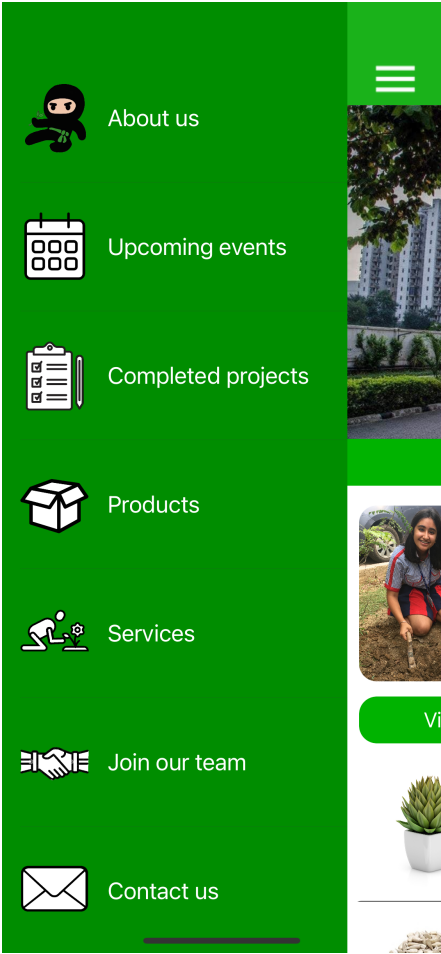 About us
Upcoming events
Completed projects
Products
Services
Join our team
Contact us